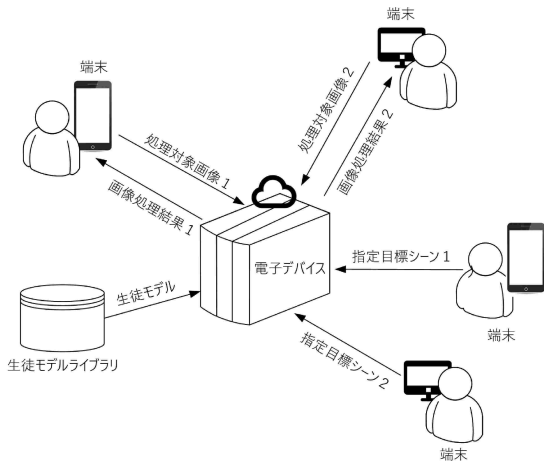 端末
端末
処理対象画像1
画像処理結果1
処理対象画像2
画像処理結果2
電子デバイス
指定目標シーン1
端末
生徒モデル
生徒モデルライブラリ
指定目標シーン2
端末